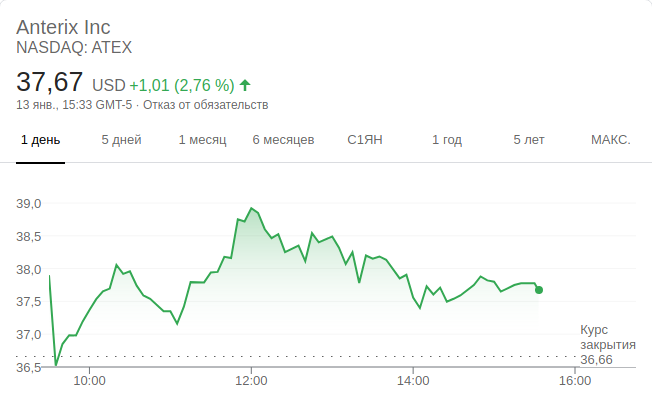 Anterix Inc
NASDAQ: ATEX
37,67 USD +1,01 (2,76 %)
13 янв., 15:33 GMT-5 · Отказ от обязательств
1 день 5 дней 1 месяц 6 месяцев С1ЯН 1 год 5 лет МАКС.
39,0
38,5
38,0
37,5
37,0
36,5
Курс
закрытия
36,66
10:00 12:00 14:00 16:00